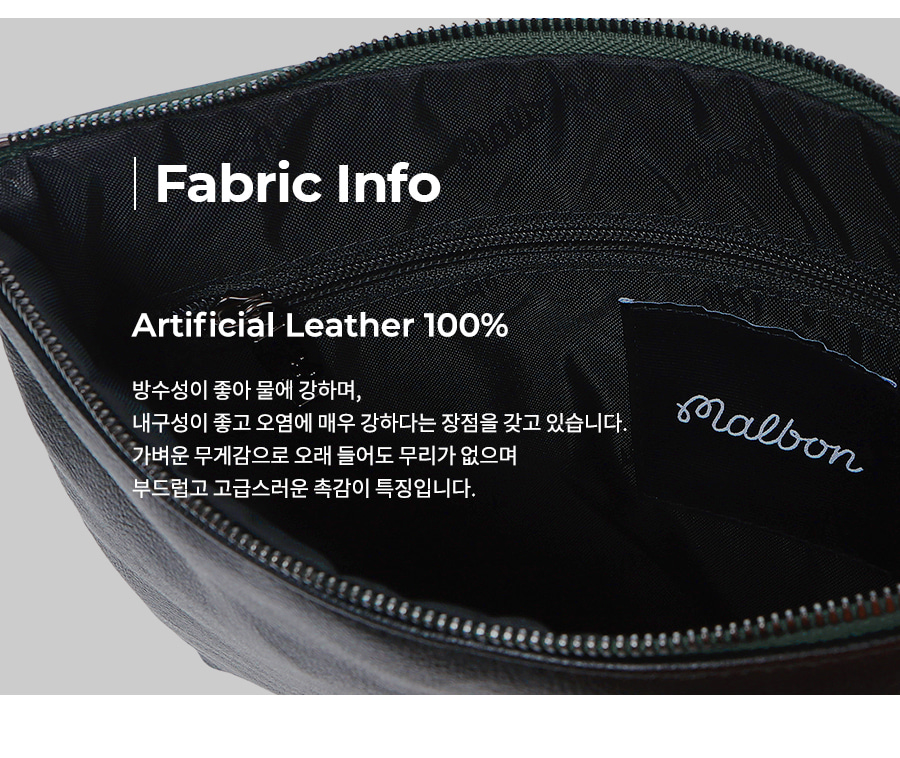 Fabric Info
Artificial Leather 100%
방수성이 좋아 물에 강하며,
내구성이 좋고 오염에 매우 강하다는 장점을 갖고 있습니다.
가벼운 무게감으로 오래 들어도 무리가 없으며
부드럽고 고급스러운 촉감이 특징입니다.
Malbon